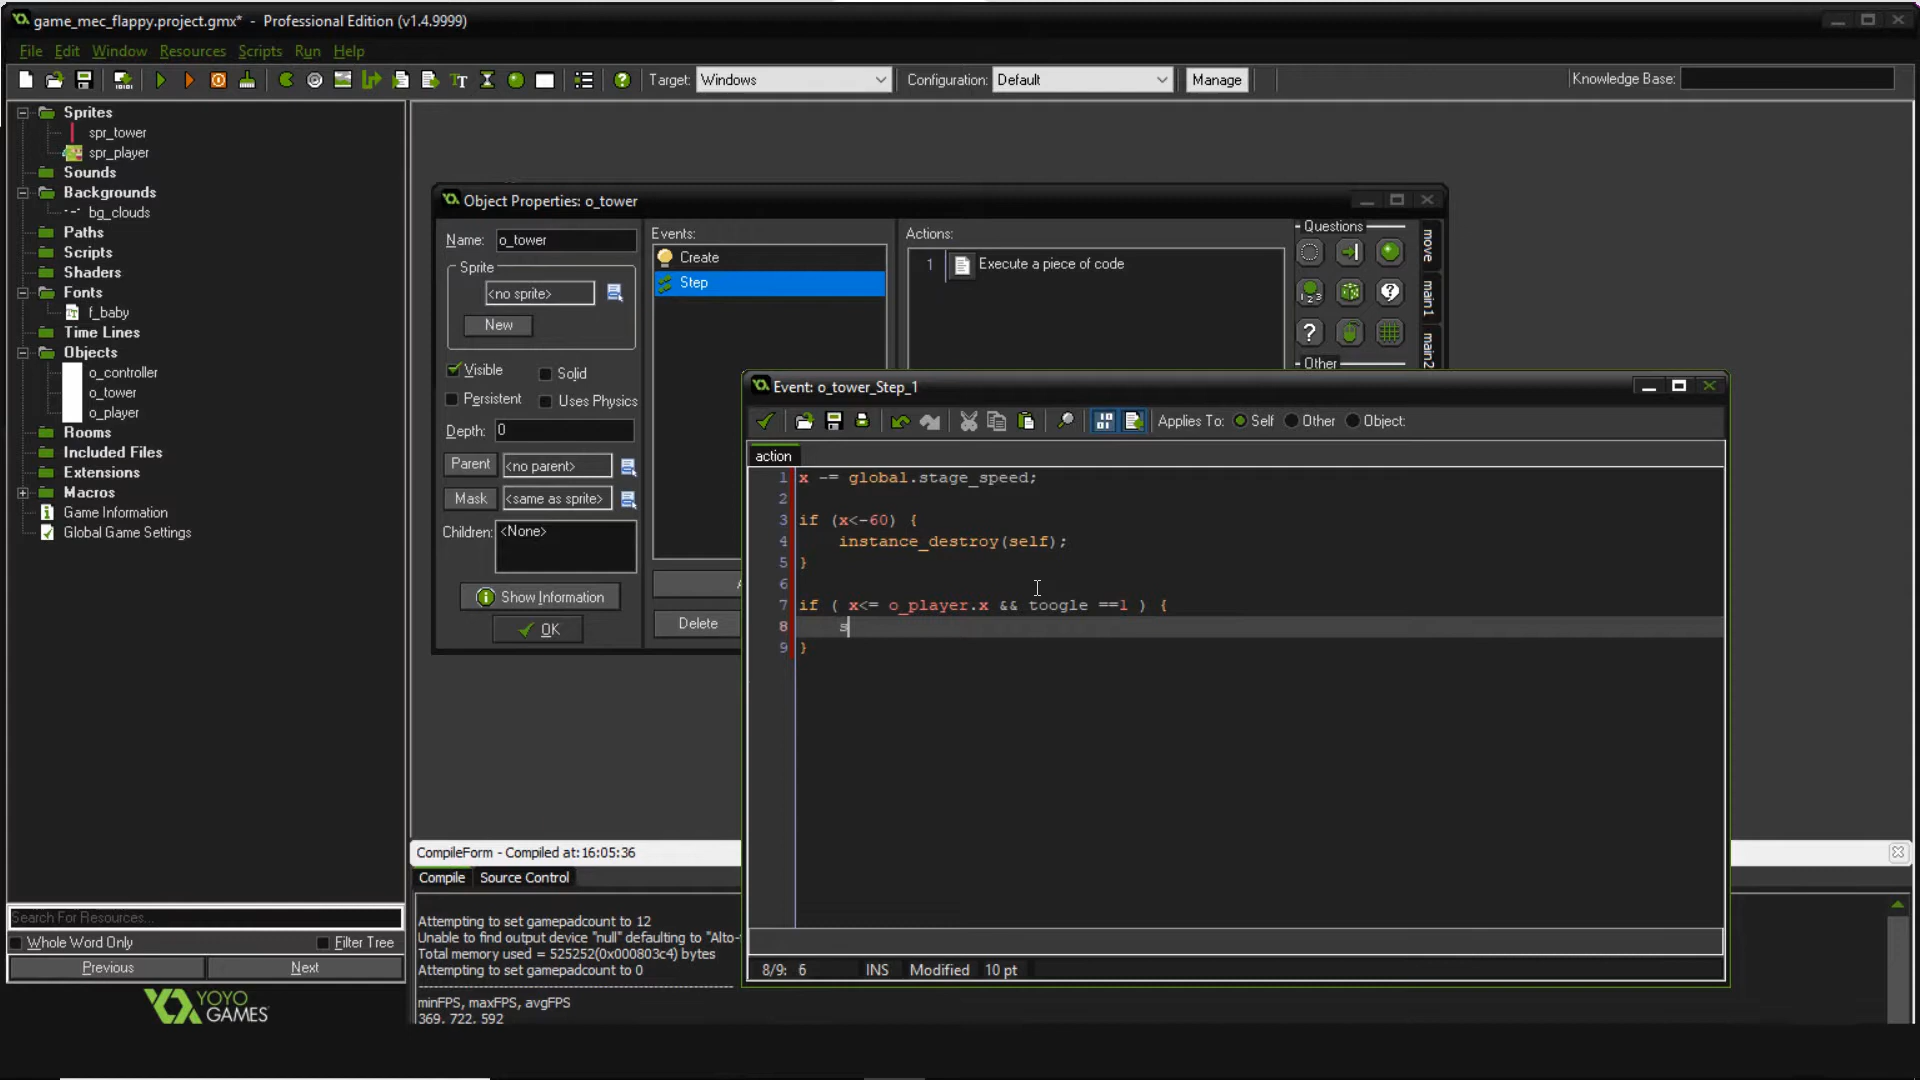 game_mec_flappy.project.gmx* - Professional Edition (v1.4.9999)
File Edit Window Resources Scripts Run Help
Target: Windows Configuration: Default Manage Knowledge Base:
Sprites
spr_tower
spr_player
Sounds
Backgrounds
bg_clouds
Paths
Scripts
Shaders
Fonts
f_baby
Time Lines
Objects
o_controller
o_tower
o_player
Rooms
Included Files
Extensions
Macros
Game Information
Global Game Settings
Search For Resources...
Whole Word Only Filter Tree
Previous Next
YOYO
GAMES
Object Properties: o_tower
Name: o_tower
Sprite
<no sprite>
New
Visible Solid
Persistent Uses Physics
Depth: 0
Parent <no parent>
Mask <same as sprite>
Children: <None>
Show Information
OK
Events:
Create
Step
Delete
Actions:
1 Execute a piece of code
Questions
Other
move
main1
main2
Event: o_tower_Step_1
Applies To: Self Other Object:
action
1 x -= global.stage_speed;
2
3 if (x<-60) {
4 instance_destroy(self);
5 }
6
7 if ( x<= o_player.x && toogle ==1 ) {
8 s
9 }
8/9: 6 INS Modified 10 pt
CompileForm - Compiled at:16:05:36
Compile Source Control
Attempting to set gamepadcount to 12
Unable to find output device "null" defaulting to "Alto-
Total memory used = 525252(0x000803c4) bytes
Attempting to set gamepadcount to 0
minFPS, maxFPS, avgFPS
369, 722, 592